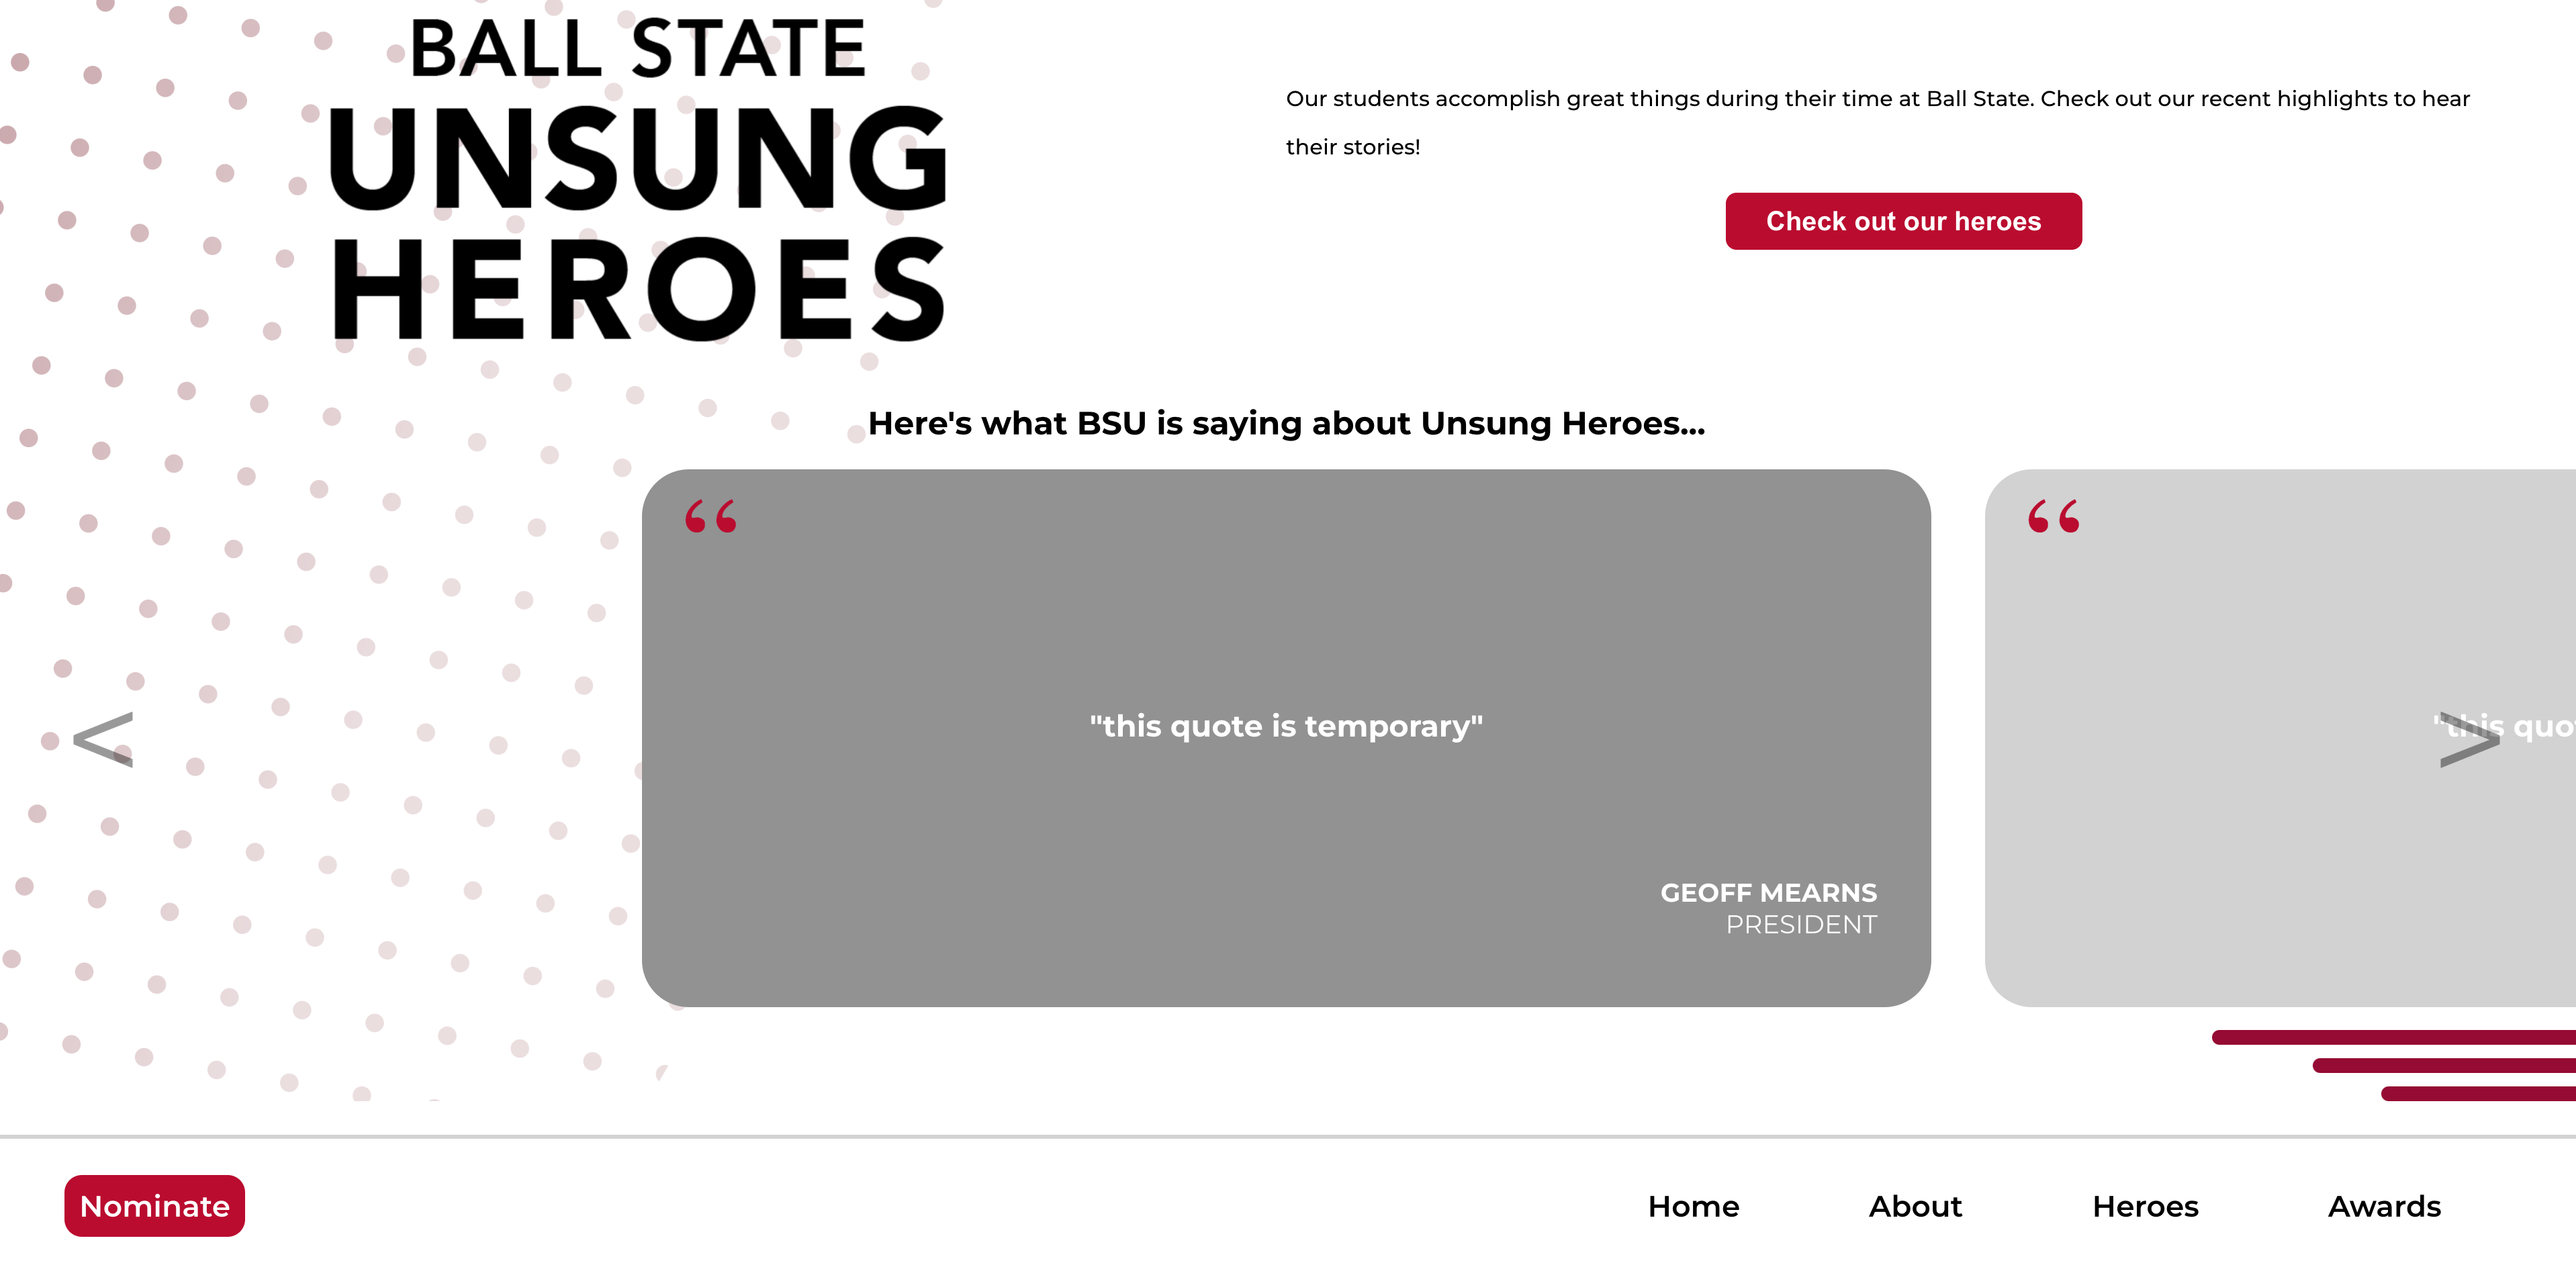 BALL STATE
UNSUNG
HEROES
Our students accomplish great things during their time at Ball State. Check out our recent highlights to hear
their stories!
Check out our heroes
Here's what BSU is saying about Unsung Heroes...
“
"this quote is temporary"
GEOFF MEARNS
PRESIDENT
“
"this
<
>
Nominate
Home
About
Heroes
Awards